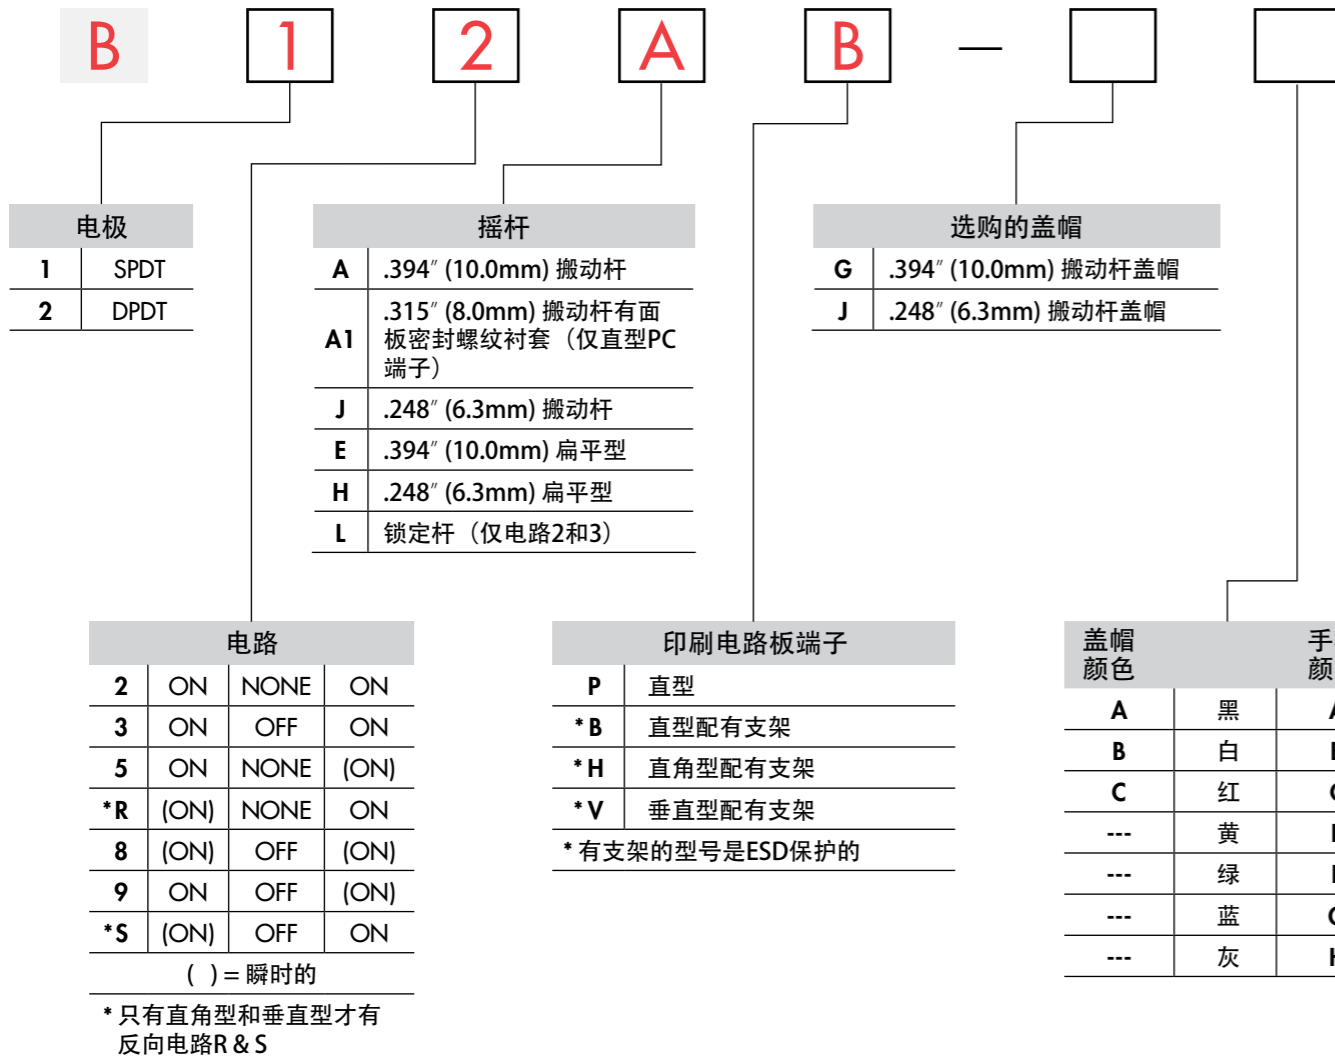 B 1 2 A B —
电极
1 SPDT
2 DPDT
摇杆
A .394″ (10.0mm) 搬动杆
A1 .315″ (8.0mm) 搬动杆有面
板密封螺纹衬套（仅直型PC
端子）
J .248″ (6.3mm) 搬动杆
E .394″ (10.0mm) 扁平型
H .248″ (6.3mm) 扁平型
L 锁定杆（仅电路2和3）
选购的盖帽
G .394″ (10.0mm) 搬动杆盖帽
J .248″ (6.3mm) 搬动杆盖帽
电路
2 ON NONE ON
3 ON OFF ON
5 ON NONE (ON)
*R (ON) NONE ON
8 (ON) OFF (ON)
9 ON OFF (ON)
*S (ON) OFF ON
( ) = 瞬时的
* 只有直角型和垂直型才有
反向电路R & S
印刷电路板端子
P 直型
*B 直型配有支架
*H 直角型配有支架
*V 垂直型配有支架
* 有支架的型号是ESD保护的
盖帽 手
颜色 颜
A 黑
B 白
C 红
--- 黄
--- 绿
--- 蓝
--- 灰